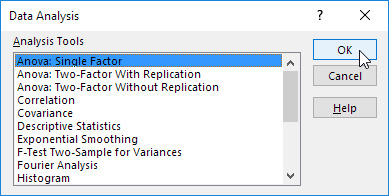 Data Analysis
?
Analysis Tools
Anova: Single Factor
Anova: Two-Factor With Replication
Anova: Two-Factor Without Replication
Correlation
Covariance
Descriptive Statistics
Exponential Smoothing
F-Test Two-Sample for Variances
Fourier Analysis
Histogram
OK
Cancel
Help